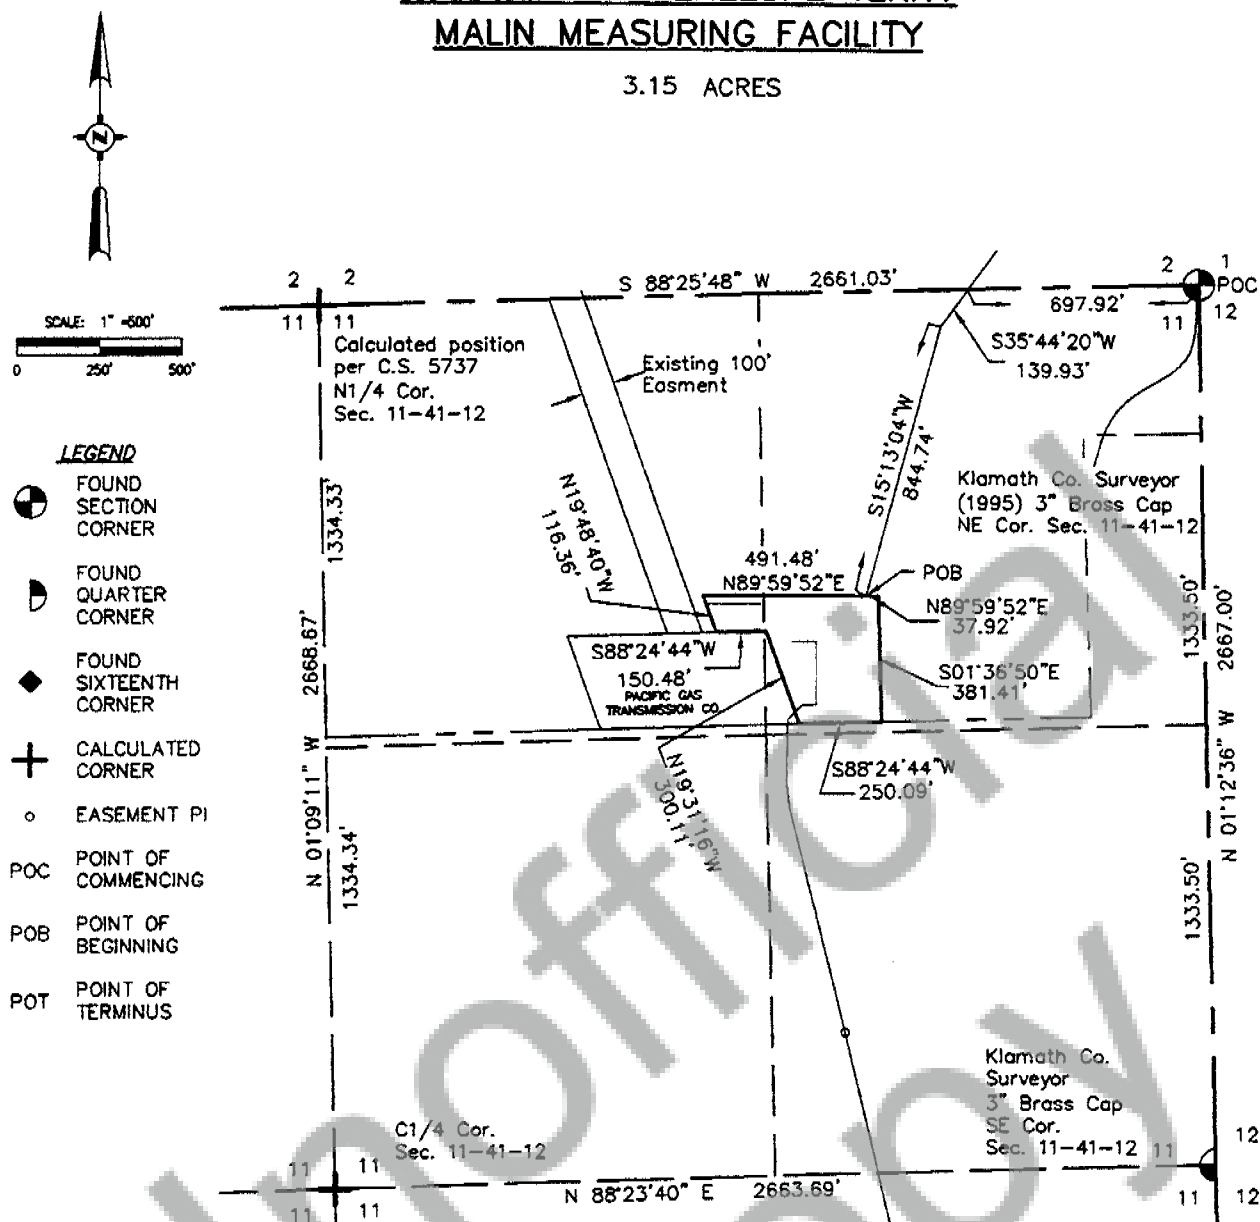 MALIN MEASURING FACILITY
3.15 ACRES
N
SCALE: 1" =500'
0' 250' 500'
LEGEND
FOUND
SECTION
CORNER
FOUND
QUARTER
CORNER
FOUND
SIXTEENTH
CORNER
CALCULATED
CORNER
EASEMENT PI
POC
POINT OF
COMMENCING
POB
POINT OF
BEGINNING
POT
POINT OF
TERMINUS
2 2
11 11
S 88°25'48" W 2661.03'
2 1
POC
11 12
697.92'
S35°44'20"W
139.93'
Calculated position
per C.S. 5737
N1/4 Cor.
Sec. 11-41-12
Existing 100'
Easment
S15°13'04"W
844.74'
Klamath Co. Surveyor
(1995) 3" Brass Cap
NE Cor. Sec. 11-41-12
N19°48'40"W
116.36'
491.48'
N89°59'52"E
POB
N89°59'52"E
37.92'
S88°24'44"W
150.48'
PACIFIC GAS
TRANSMISSION CO.
S01°36'50"E
381.41'
S88°24'44"W
250.09'
N19°31'16"W
300.11'
1334.33'
2668.67'
N 01°09'11" W
1334.34'
1333.50'
2667.00'
N 01°12'36" W
1333.50'
Klamath Co.
Surveyor
3" Brass Cap
SE Cor.
Sec. 11-41-12
11 12
11 12
C1/4 Cor.
Sec. 11-41-12
11 11
11 11
N 88°23'40" E 2663.69'